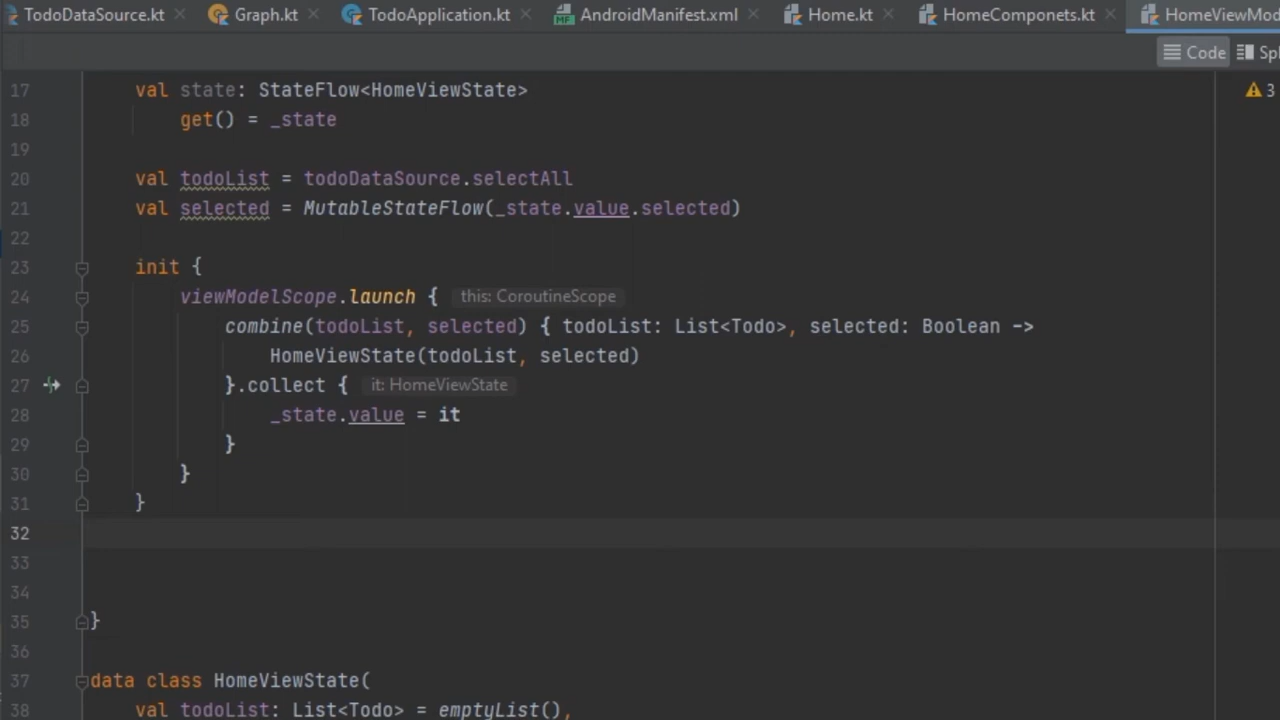 TodoDataSource.kt Graph.kt TodoApplication.kt AndroidManifest.xml Home.kt HomeComponets.kt HomeViewMod
Code Spl
17 val state: StateFlow<HomeViewState> 3
18 get() = _state
19
20 val todoList = todoDataSource.selectAll
21 val selected = MutableStateFlow(_state.value.selected)
22
23 init {
24 viewModelScope.launch { this: CoroutineScope
25 combine(todoList, selected) { todoList: List<Todo>, selected: Boolean ->
26 HomeViewState(todoList, selected)
27 }.collect { it: HomeViewState
28 _state.value = it
29 }
30 }
31 }
32
33
34
35 }
36
37 data class HomeViewState(
38 val todoList: List<Todo> = emptyList(),